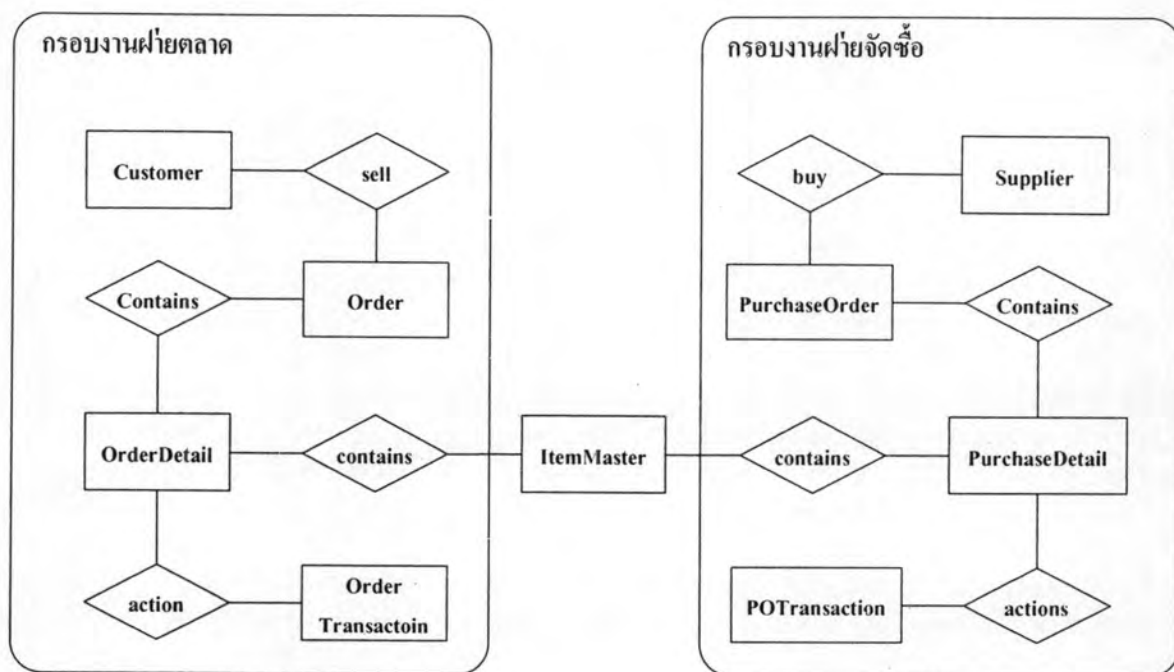 กรอบงานฝ่ายตลาด
Customer
sell
Contains
Order
OrderDetail
contains
action
Order
Transactoin
ItemMaster
กรอบงานฝ่ายจัดซื้อ
buy
Supplier
PurchaseOrder
Contains
contains
PurchaseDetail
POTransaction
actions